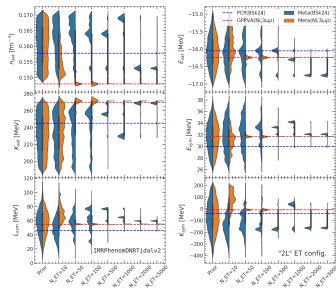 PCR(BSk24)
GPPVA(NL3ωρ)
Meta(BSk24)
Meta(NL3ωρ)
n_sat [fm⁻³]
0.170
0.165
0.160
0.155
0.150
E_sat [MeV]
−15.0
−15.5
−16.0
−16.5
−17.0
K_sat [MeV]
280
260
240
220
200
E_sym [MeV]
38
36
34
32
30
28
26
L_sym [MeV]
120
100
80
60
40
20
0
IMRPhenomDNRTidalv2
K_sym [MeV]
200
100
0
−100
−200
−300
−400
"2L" ET config.
Prior
N_ET=10
N_ET=50
N_ET=100
N_ET=500
N_ET=1000
N_ET=2000
N_ET=5000
Prior
N_ET=10
N_ET=50
N_ET=100
N_ET=500
N_ET=1000
N_ET=2000
N_ET=5000